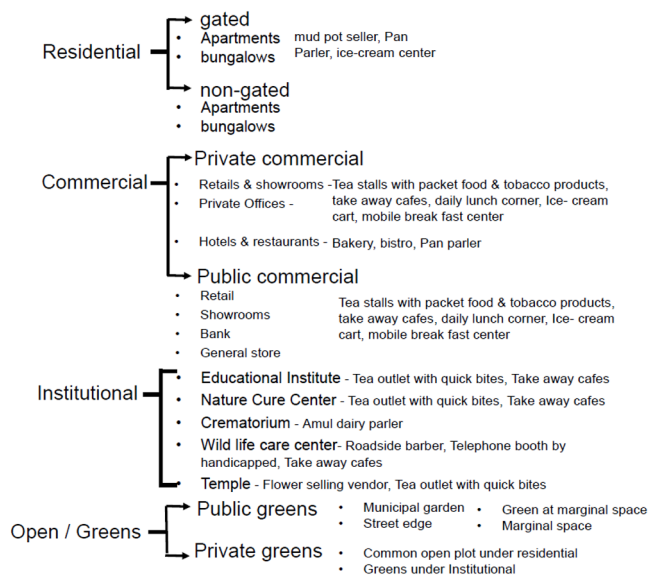 Residential
gated
• Apartments mud pot seller, Pan
• bungalows Parler, ice-cream center
non-gated
• Apartments
• bungalows
Commercial
Private commercial
• Retails & showrooms -Tea stalls with packet food & tobacco products,
• Private Offices - take away cafes, daily lunch corner, Ice- cream
cart, mobile break fast center
• Hotels & restaurants - Bakery, bistro, Pan parler
Public commercial
• Retail Tea stalls with packet food & tobacco products,
• Showrooms take away cafes, daily lunch corner, Ice- cream
• Bank cart, mobile break fast center
• General store
Institutional
• Educational Institute - Tea outlet with quick bites, Take away cafes
• Nature Cure Center - Tea outlet with quick bites, Take away cafes
• Crematorium - Amul dairy parler
• Wild life care center- Roadside barber, Telephone booth by
handicapped, Take away cafes
• Temple - Flower selling vendor, Tea outlet with quick bites
Open / Greens
Public greens
• Municipal garden • Green at marginal space
• Street edge • Marginal space
Private greens
• Common open plot under residential
• Greens under Institutional